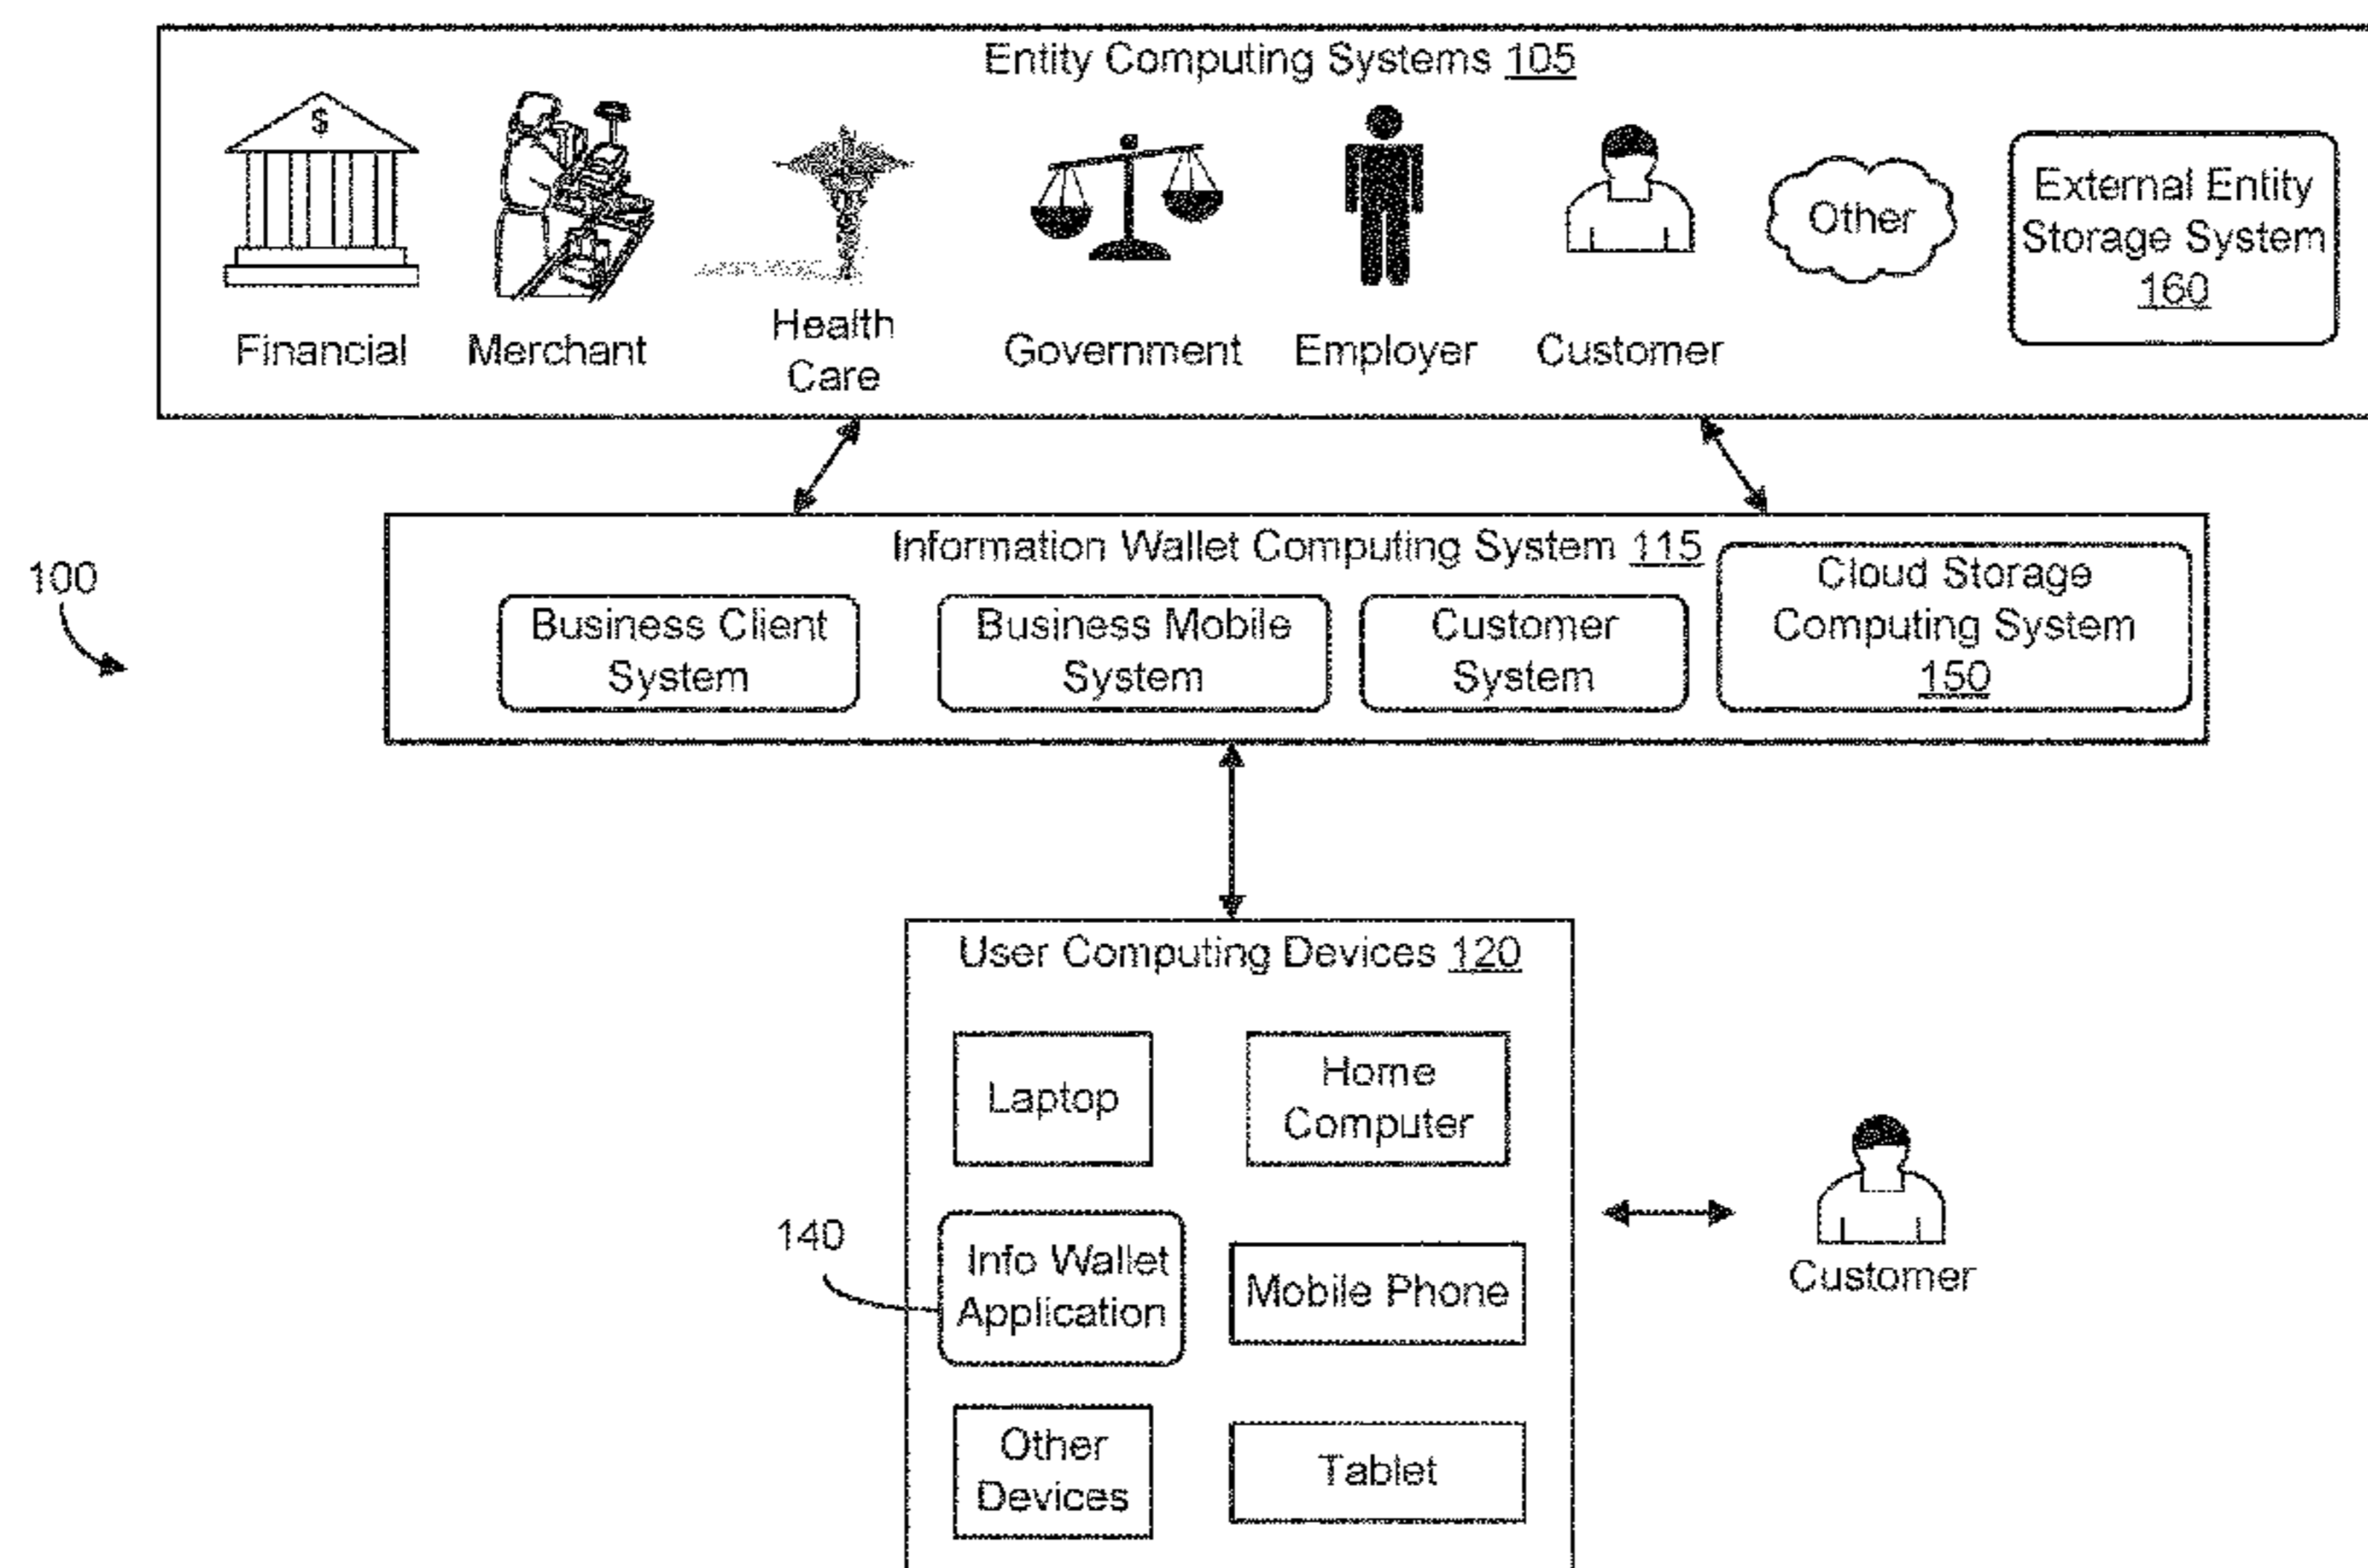 Entity Computing Systems 105
$
Financial
Merchant
Health
Care
Government
Employer
Customer
Other
External Entity
Storage System
160
100
Information Wallet Computing System 115
Business Client
System
Business Mobile
System
Customer
System
Cloud Storage
Computing System
150
User Computing Devices 120
Laptop
Home
Computer
140
Info Wallet
Application
Mobile Phone
Other
Devices
Tablet
Customer